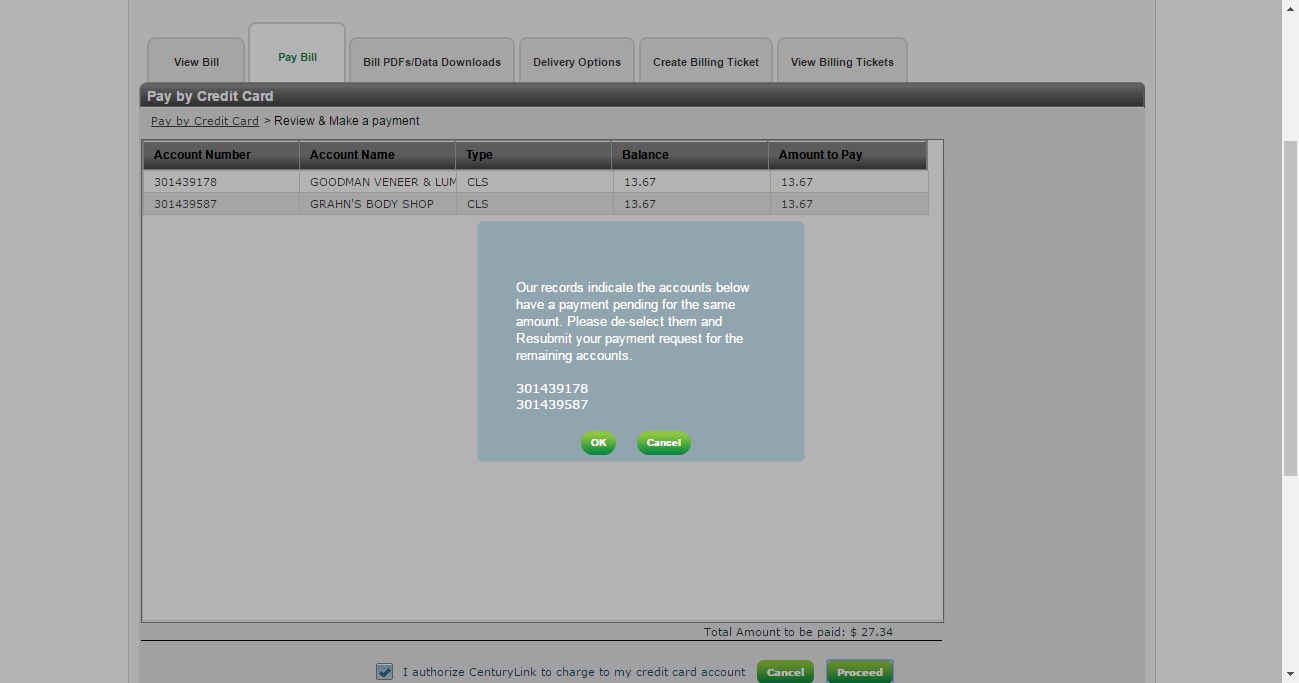 View Bill
Pay Bill
Bill PDFs/Data Downloads
Delivery Options
Create Billing Ticket
View Billing Tickets
Pay by Credit Card
Pay by Credit Card > Review & Make a payment
Account Number Account Name Type Balance Amount to Pay
301439178 GOODMAN VENEER & LUM CLS 13.67 13.67
301439587 GRAHN'S BODY SHOP CLS 13.67 13.67
Our records indicate the accounts below
have a payment pending for the same
amount. Please de-select them and
Resubmit your payment request for the
remaining accounts.
301439178
301439587
OK Cancel
Total Amount to be paid: $ 27.34
I authorize CenturyLink to charge to my credit card account Cancel Proceed